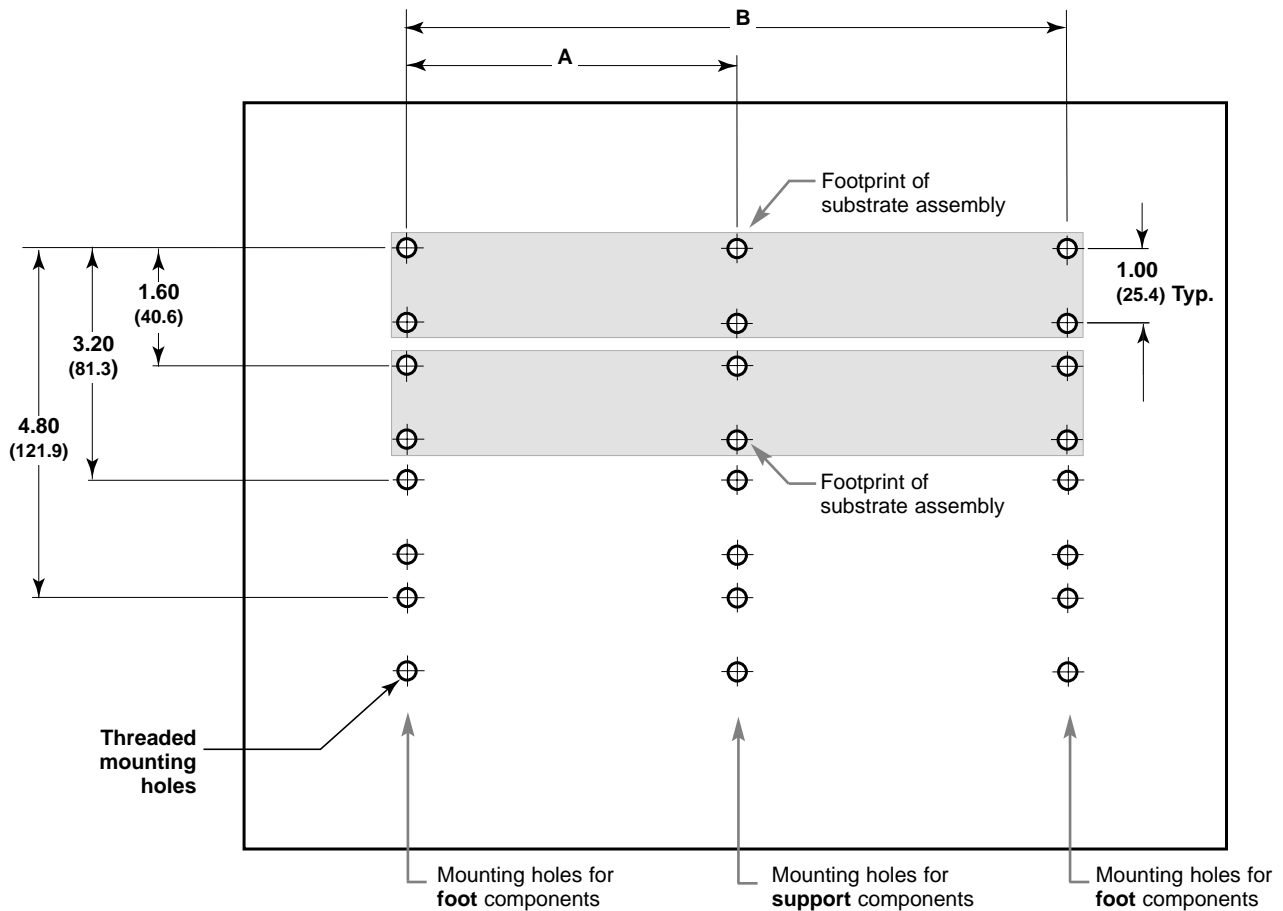 B
A
Footprint of
substrate assembly
1.00
(25.4) Typ.
1.60
(40.6)
3.20
(81.3)
4.80
(121.9)
Footprint of
substrate assembly
Threaded
mounting
holes
Mounting holes for
foot components
Mounting holes for
support components
Mounting holes for
foot components